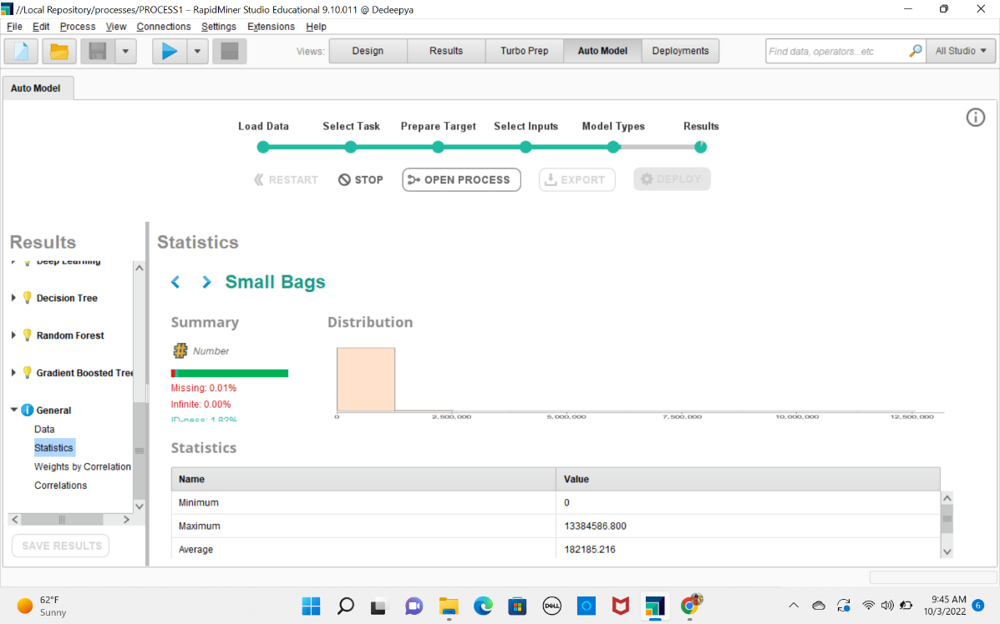 //Local Repository/processes/PROCESS1 – RapidMiner Studio Educational 9.10.011 @ Dedeepya
File Edit Process View Connections Settings Extensions Help
Views: Design Results Turbo Prep Auto Model Deployments Find data, operators...etc All Studio
Auto Model
Load Data Select Task Prepare Target Select Inputs Model Types Results
RESTART STOP OPEN PROCESS EXPORT DEPLOY
Results
Deep Learning
Decision Tree
Random Forest
Gradient Boosted Tree
General
Data
Statistics
Weights by Correlation
Correlations
SAVE RESULTS
Statistics
Small Bags
Summary
Number
Missing: 0.01%
Infinite: 0.00%
ID-ness: 1.92%
Distribution
0 2,500,000 5,000,000 7,500,000 10,000,000 12,500,000
Statistics
Name Value
Minimum 0
Maximum 13384586.800
Average 182185.216
62°F
Sunny
DELL
9:45 AM
10/3/2022
6